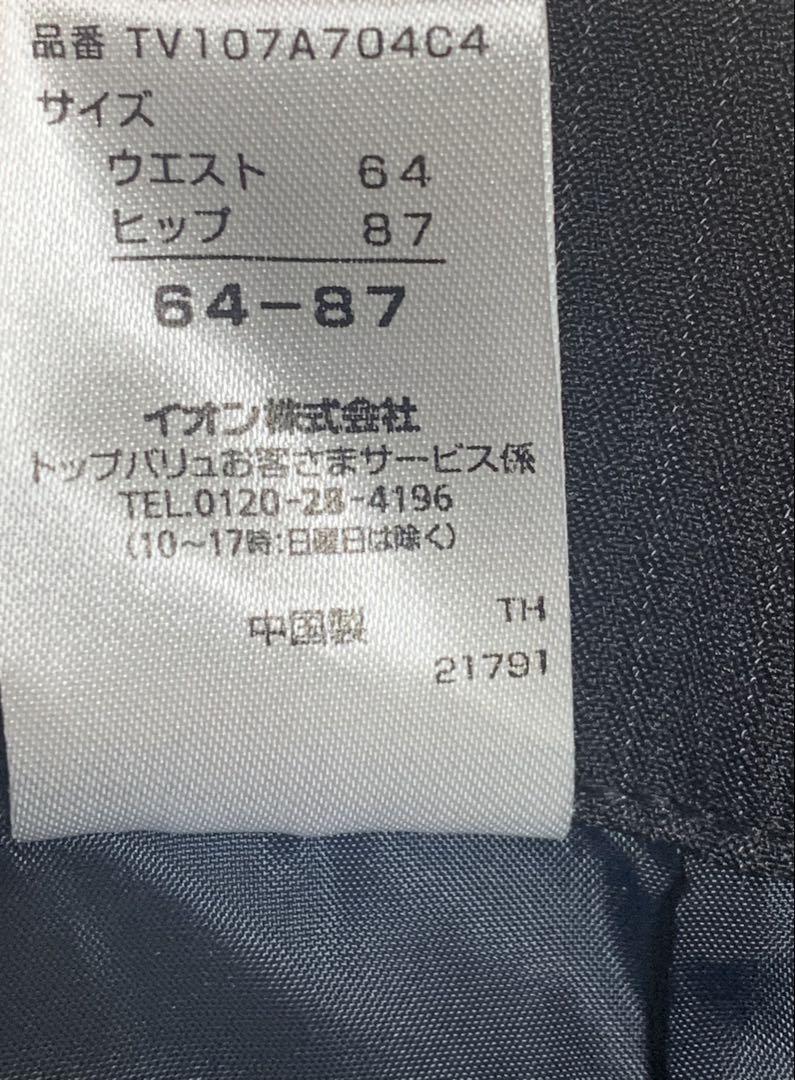 品番 TV107A704C4
サイズ
ウエスト 64
ヒップ 87
64-87
イオン株式会社
トップバリュお客さまサービス係
TEL.0120-28-4196
(10～17時:日曜日は除く)
中国製 TH
21791